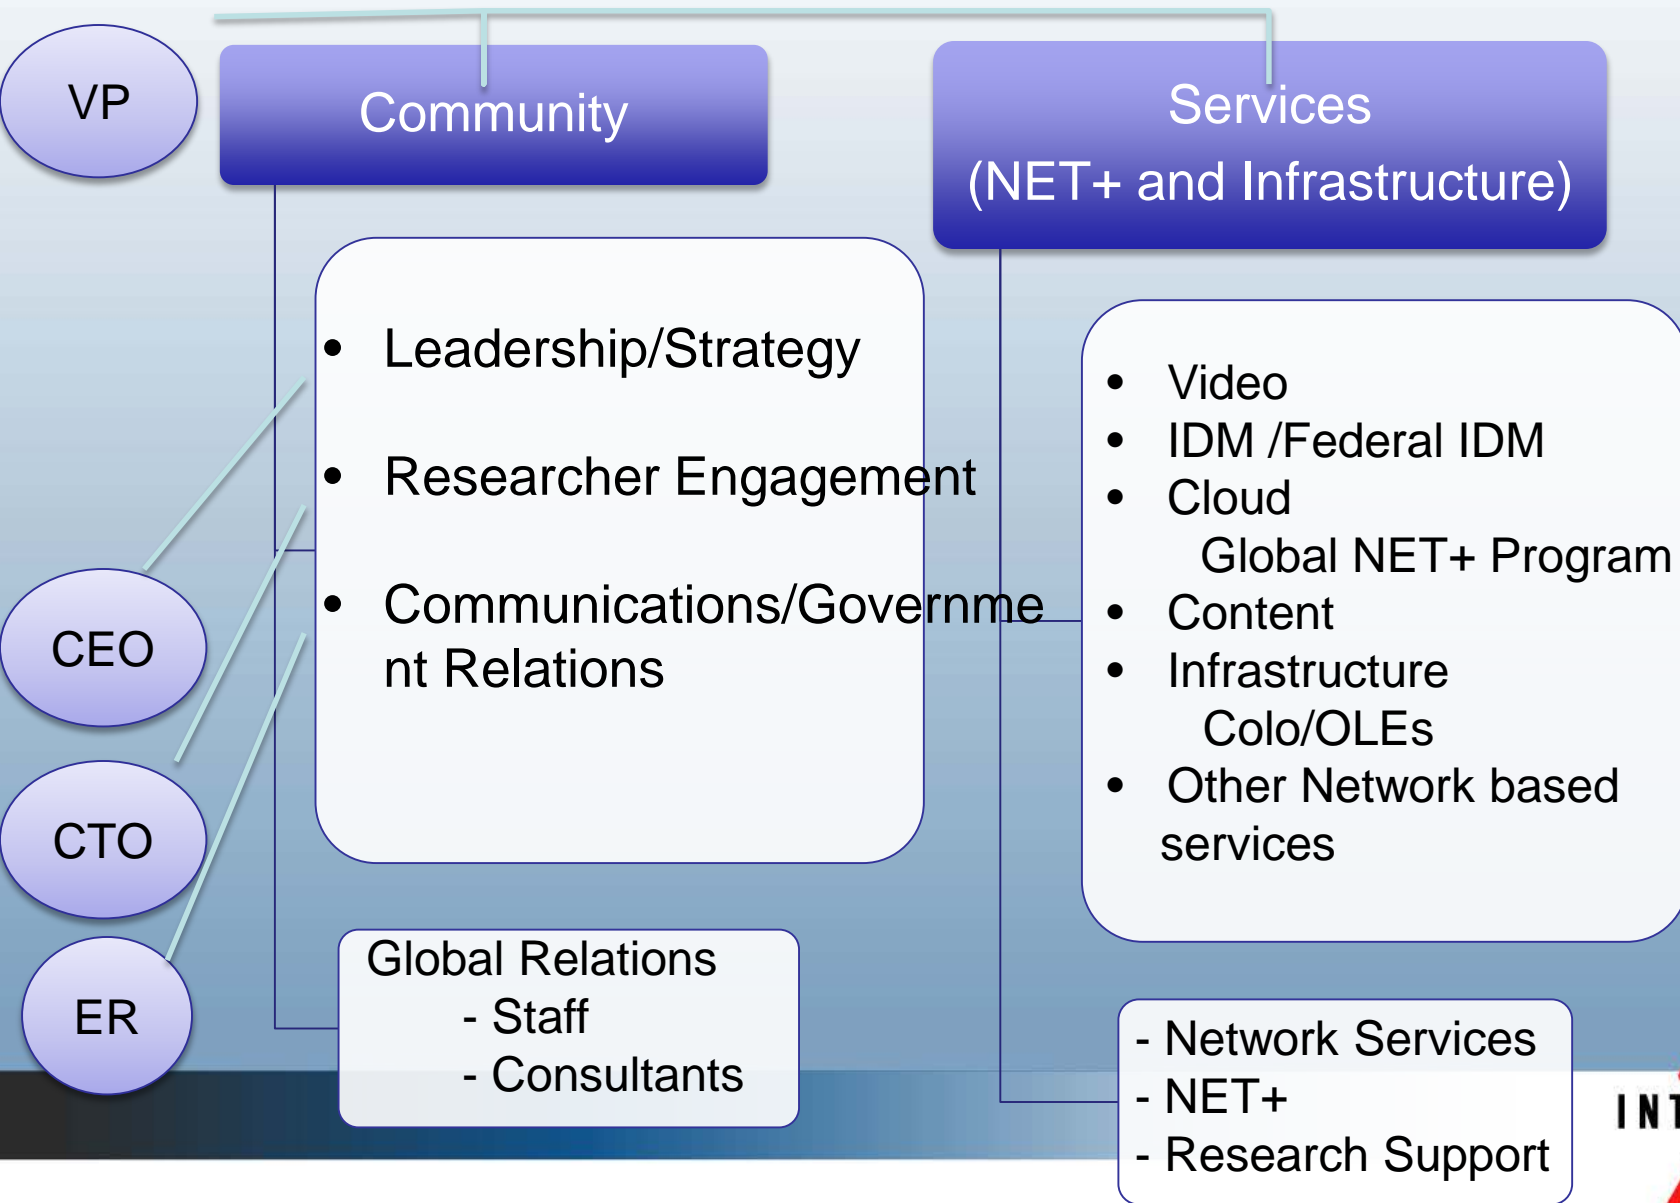 VP
Community
Services
(NET+ and Infrastructure)
• Leadership/Strategy
• Researcher Engagement
• Communications/Governme
nt Relations
CEO
CTO
ER
Global Relations
- Staff
- Consultants
• Video
• IDM /Federal IDM
• Cloud
Global NET+ Program
• Content
• Infrastructure
Colo/OLEs
• Other Network based
services
- Network Services
- NET+
- Research Support